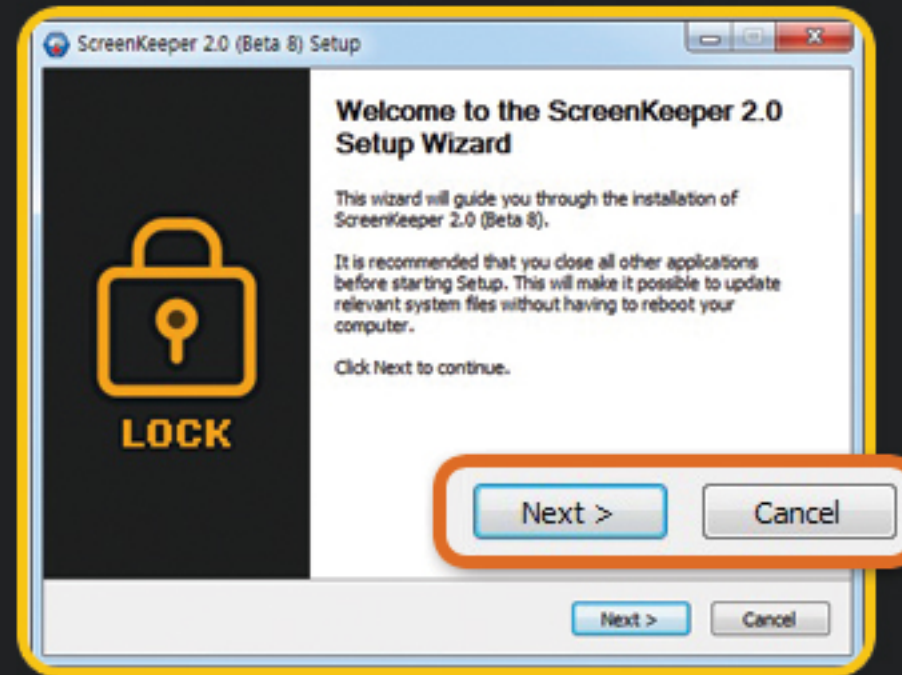 ScreenKeeper 2.0 (Beta 8) Setup
Welcome to the ScreenKeeper 2.0
Setup Wizard
This wizard will guide you through the installation of
ScreenKeeper 2.0 (Beta 8).
It is recommended that you close all other applications
before starting Setup. This will make it possible to update
relevant system files without having to reboot your
computer.
Click Next to continue.
LOCK
Next > Cancel
Next > Cancel